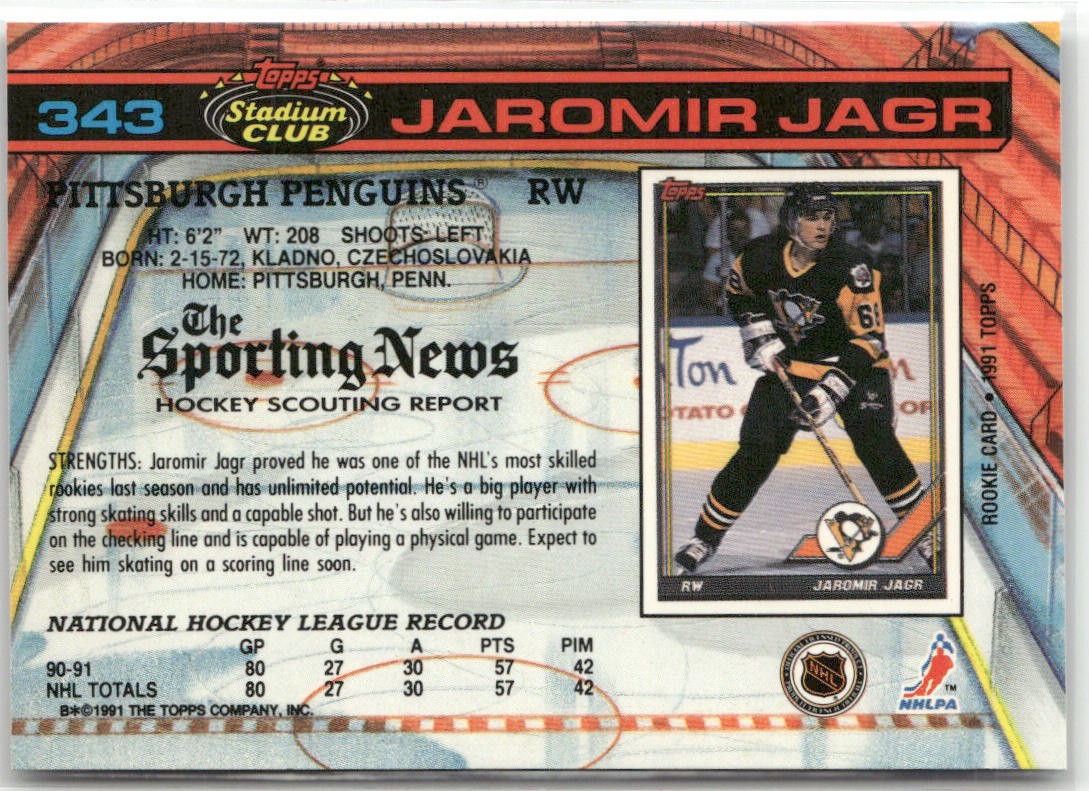 343
Topps
Stadium
CLUB
JAROMIR JAGR
PITTSBURGH PENGUINS® RW
HT: 6'2" WT: 208 SHOOTS: LEFT
BORN: 2-15-72, KLADNO, CZECHOSLOVAKIA
HOME: PITTSBURGH, PENN.
The
Sporting News
HOCKEY SCOUTING REPORT
STRENGTHS: Jaromir Jagr proved he was one of the NHL's most skilled
rookies last season and has unlimited potential. He's a big player with
strong skating skills and a capable shot. But he's also willing to participate
on the checking line and is capable of playing a physical game. Expect to
see him skating on a scoring line soon.
NATIONAL HOCKEY LEAGUE RECORD
GP G A PTS PIM
90-91 80 27 30 57 42
NHL TOTALS 80 27 30 57 42
B*©1991 THE TOPPS COMPANY, INC.
Topps
68
Ton
OTATO
OF
RW JAROMIR JAGR
ROOKIE CARD • 1991 TOPPS
NHL
NHLPA
TM